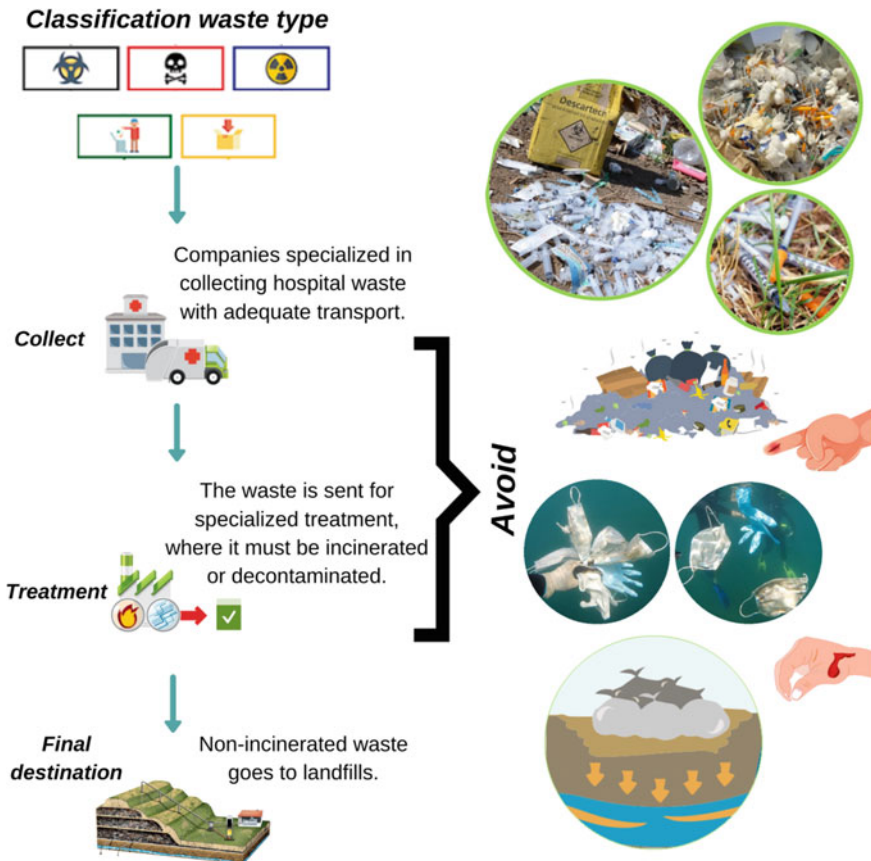 Classification waste type
Companies specialized in
collecting hospital waste
with adequate transport.
Collect
The waste is sent for
specialized treatment,
where it must be incinerated
or decontaminated.
Treatment
Final
destination
Non-incinerated waste
goes to landfills.
Avoid
Descartech